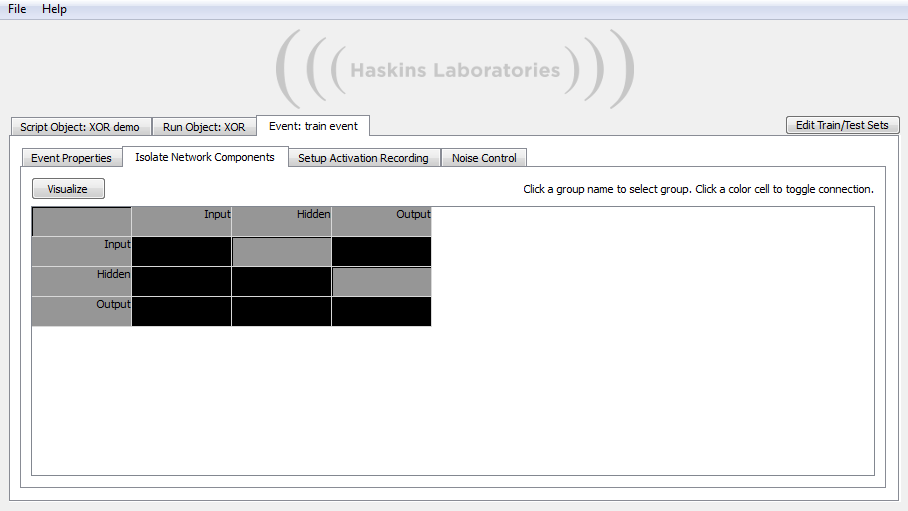 File Help
Haskins Laboratories
Script Object: XOR demo Run Object: XOR Event: train event Edit Train/Test Sets
Event Properties Isolate Network Components Setup Activation Recording Noise Control
Visualize Click a group name to select group. Click a color cell to toggle connection.
Input Hidden Output
Input
Hidden
Output